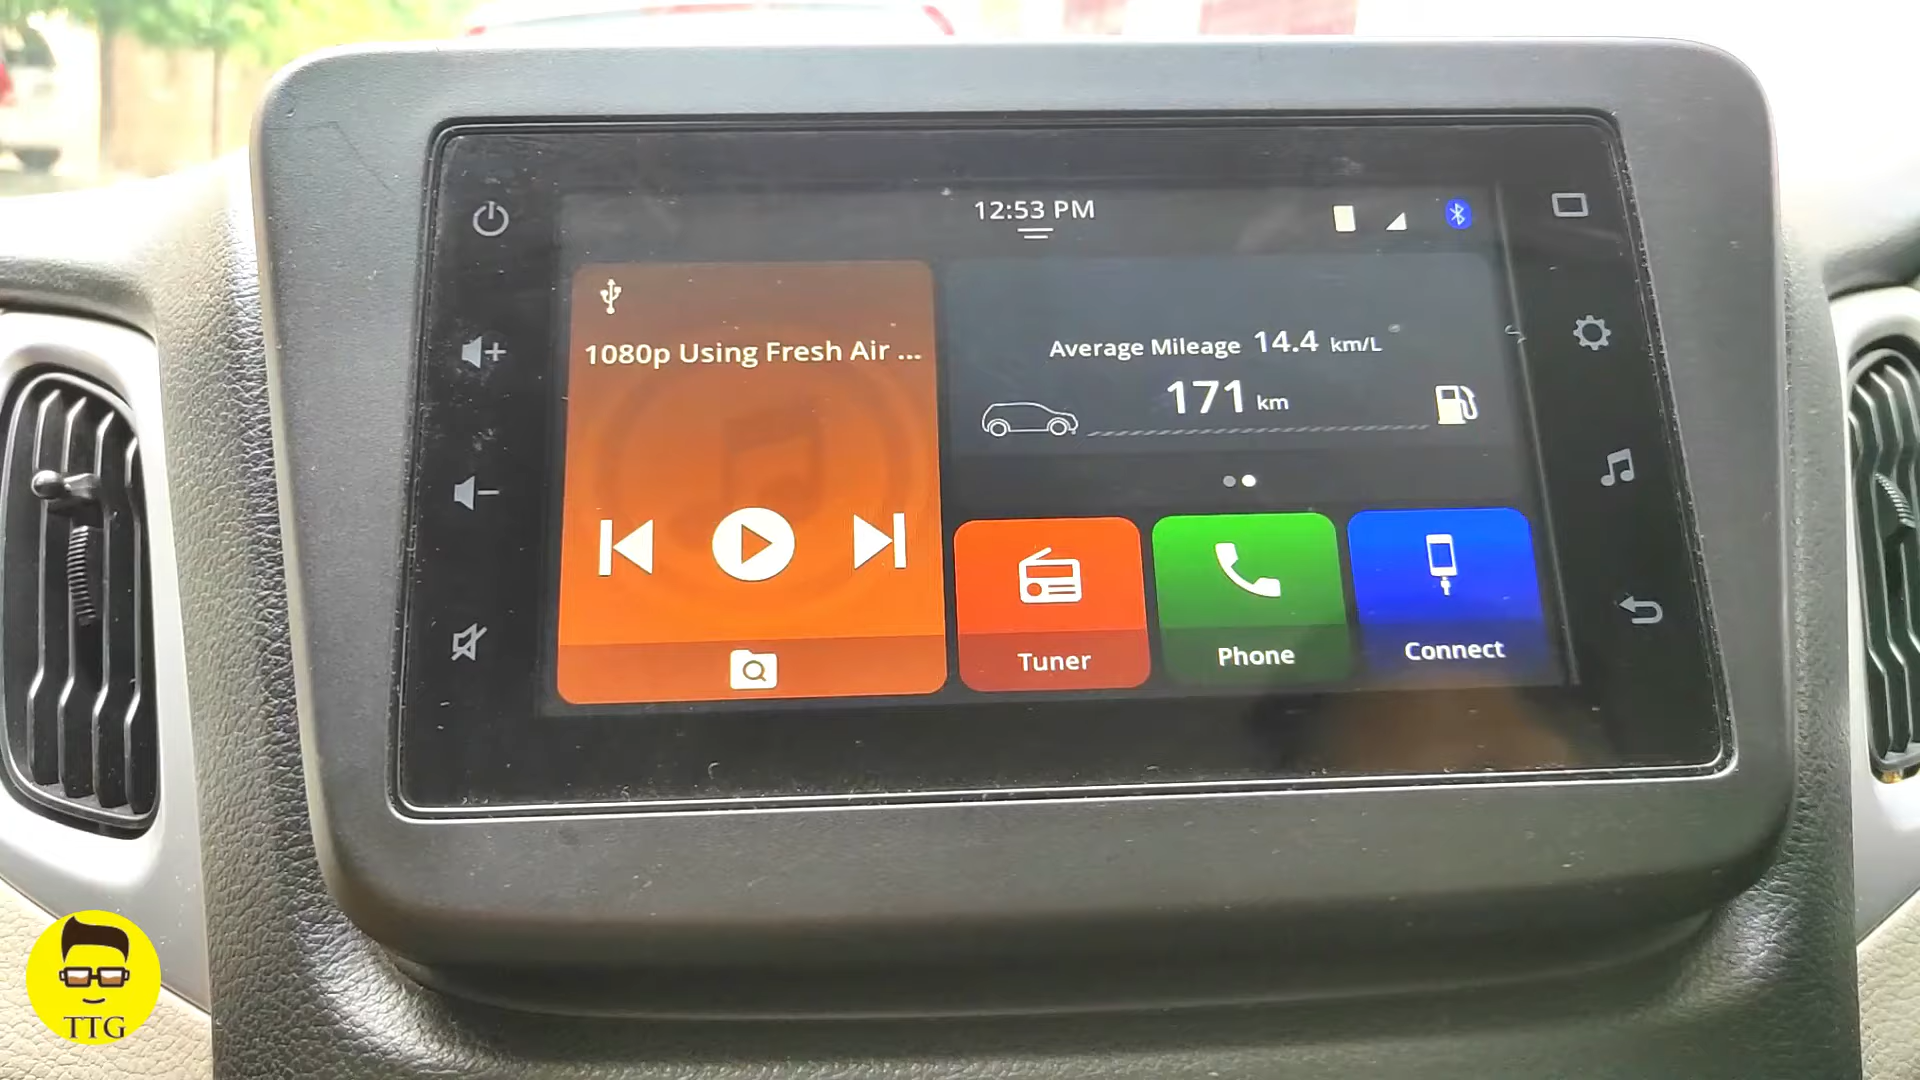 12:53 PM
1080p Using Fresh Air ...
Average Mileage 14.4 km/L
171 km
Tuner
Phone
Connect
TTG